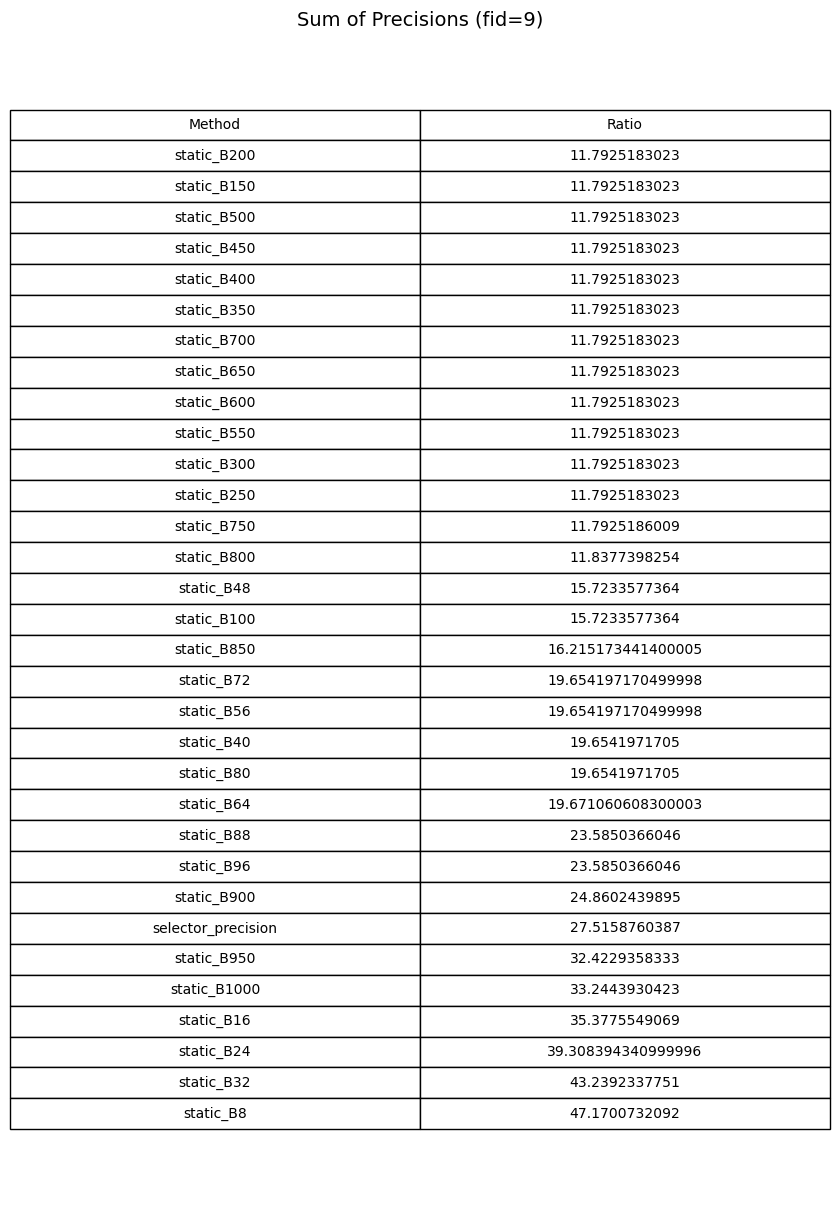 Sum of Precisions (fid=9)
Method Ratio
static_B200 11.7925183023
static_B150 11.7925183023
static_B500 11.7925183023
static_B450 11.7925183023
static_B400 11.7925183023
static_B350 11.7925183023
static_B700 11.7925183023
static_B650 11.7925183023
static_B600 11.7925183023
static_B550 11.7925183023
static_B300 11.7925183023
static_B250 11.7925183023
static_B750 11.7925186009
static_B800 11.8377398254
static_B48 15.7233577364
static_B100 15.7233577364
static_B850 16.215173441400005
static_B72 19.654197170499998
static_B56 19.654197170499998
static_B40 19.6541971705
static_B80 19.6541971705
static_B64 19.671060608300003
static_B88 23.5850366046
static_B96 23.5850366046
static_B900 24.8602439895
selector_precision 27.5158760387
static_B950 32.4229358333
static_B1000 33.2443930423
static_B16 35.3775549069
static_B24 39.308394340999996
static_B32 43.2392337751
static_B8 47.1700732092